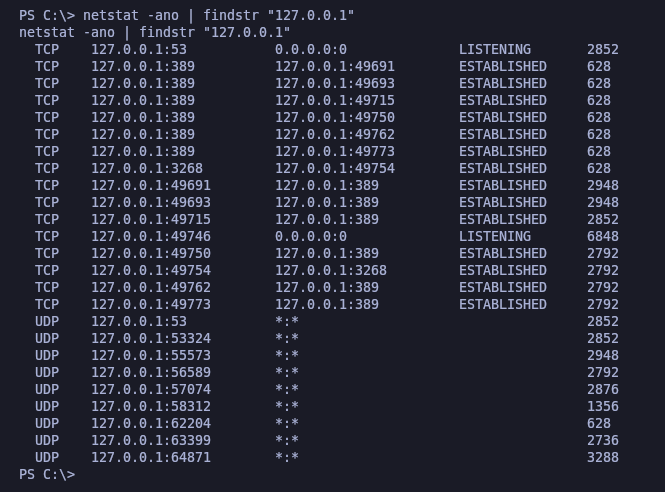 PS C:\> netstat -ano | findstr "127.0.0.1"
netstat -ano | findstr "127.0.0.1"
  TCP    127.0.0.1:53           0.0.0.0:0              LISTENING       2852
  TCP    127.0.0.1:389          127.0.0.1:49691        ESTABLISHED     628
  TCP    127.0.0.1:389          127.0.0.1:49693        ESTABLISHED     628
  TCP    127.0.0.1:389          127.0.0.1:49715        ESTABLISHED     628
  TCP    127.0.0.1:389          127.0.0.1:49750        ESTABLISHED     628
  TCP    127.0.0.1:389          127.0.0.1:49762        ESTABLISHED     628
  TCP    127.0.0.1:389          127.0.0.1:49773        ESTABLISHED     628
  TCP    127.0.0.1:3268         127.0.0.1:49754        ESTABLISHED     628
  TCP    127.0.0.1:49691        127.0.0.1:389          ESTABLISHED     2948
  TCP    127.0.0.1:49693        127.0.0.1:389          ESTABLISHED     2948
  TCP    127.0.0.1:49715        127.0.0.1:389          ESTABLISHED     2852
  TCP    127.0.0.1:49746        0.0.0.0:0              LISTENING       6848
  TCP    127.0.0.1:49750        127.0.0.1:389          ESTABLISHED     2792
  TCP    127.0.0.1:49754        127.0.0.1:3268         ESTABLISHED     2792
  TCP    127.0.0.1:49762        127.0.0.1:389          ESTABLISHED     2792
  TCP    127.0.0.1:49773        127.0.0.1:389          ESTABLISHED     2792
  UDP    127.0.0.1:53           *:*                                    2852
  UDP    127.0.0.1:53324        *:*                                    2852
  UDP    127.0.0.1:55573        *:*                                    2948
  UDP    127.0.0.1:56589        *:*                                    2792
  UDP    127.0.0.1:57074        *:*                                    2876
  UDP    127.0.0.1:58312        *:*                                    1356
  UDP    127.0.0.1:62204        *:*                                    628
  UDP    127.0.0.1:63399        *:*                                    2736
  UDP    127.0.0.1:64871        *:*                                    3288
PS C:\>